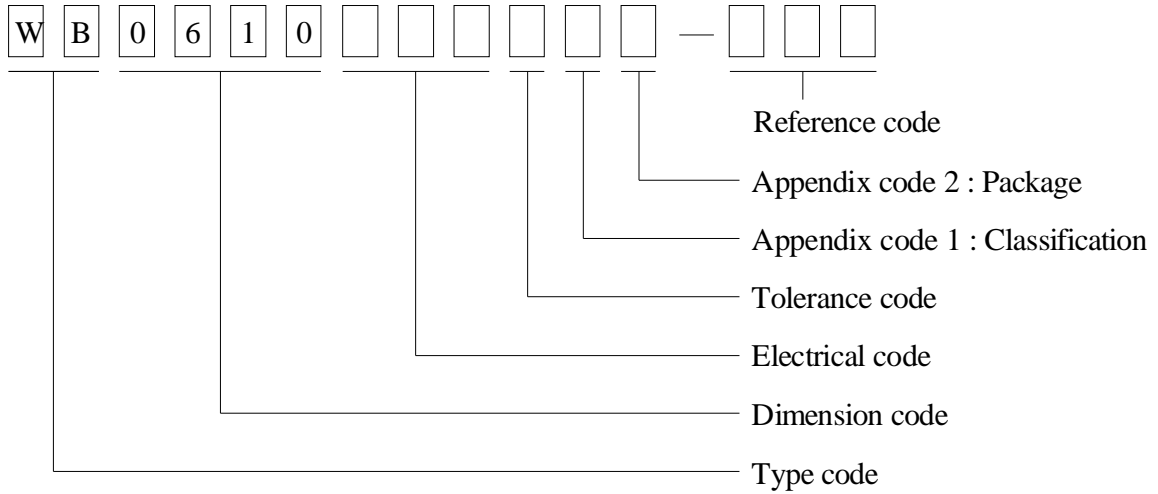 W B 0 6 1 0 —
Reference code
Appendix code 2 : Package
Appendix code 1 : Classification
Tolerance code
Electrical code
Dimension code
Type code